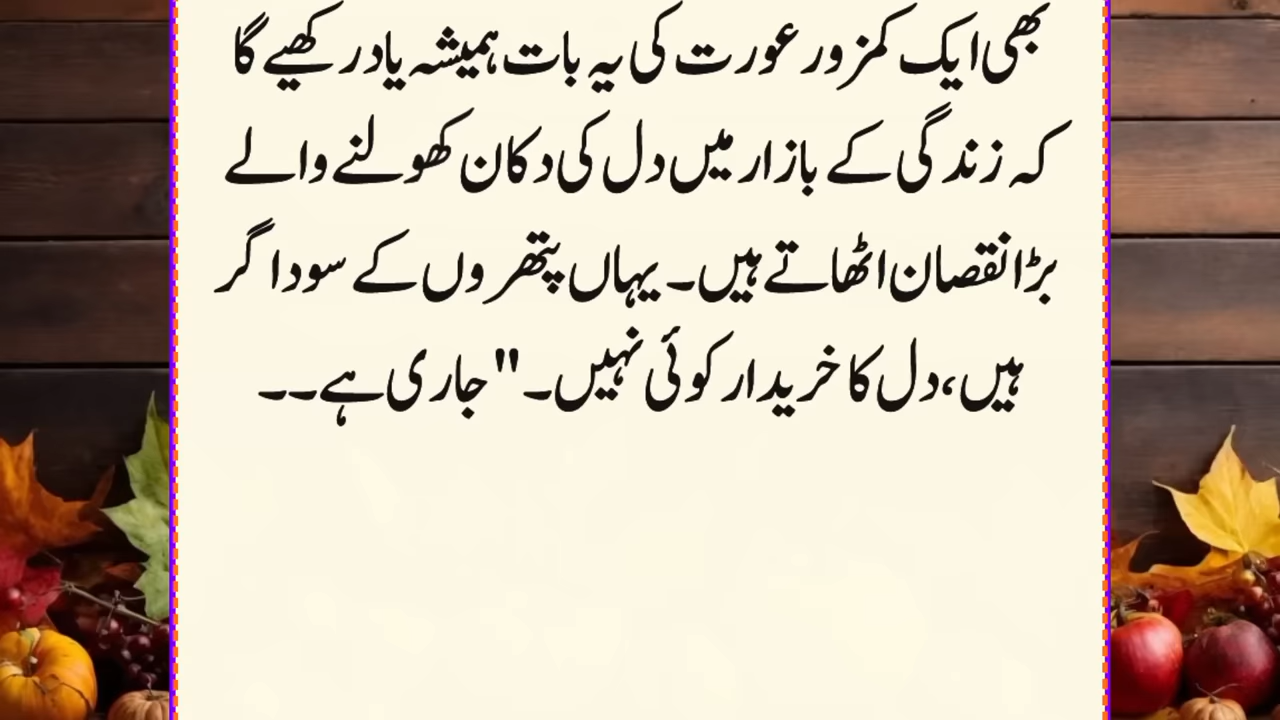 بھی ایک کمزور عورت کی یہ بات ہمیشہ یاد رکھیے گا
کہ زندگی کے بازار میں دل کی دکان کھولنے والے
بڑا نقصان اٹھاتے ہیں۔ یہاں پتھروں کے سوداگر
ہیں، دل کا خریدار کوئی نہیں۔" جاری ہے۔۔